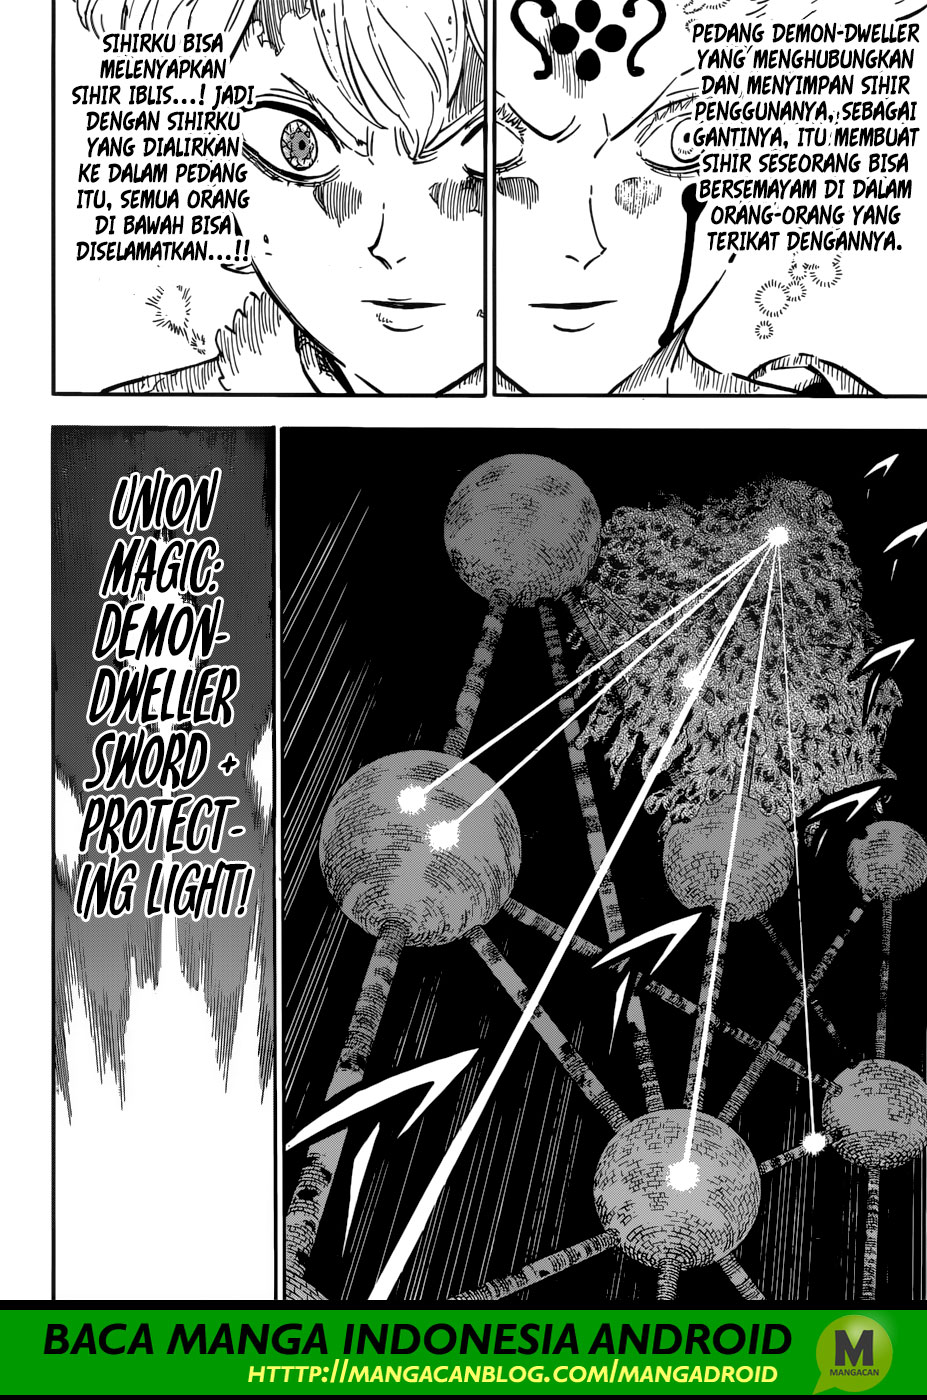 SIHIRKU BISA
MELENYAPKAN
SIHIR IBLIS...! JADI
DENGAN SIHIRKU
YANG DIALIRKAN
KE DALAM PEDANG
ITU, SEMUA ORANG
DI BAWAH BISA
DISELAMATKAN...!!
PEDANG DEMON-DWELLER
YANG MENGHUBUNGKAN
DAN MENYIMPAN SIHIR
PENGGUNANYA, SEBAGAI
GANTINYA, ITU MEMBUAT
SIHIR SESEORANG BISA
BERSEMAYAM DI DALAM
ORANG-ORANG YANG
TERIKAT DENGANNYA.
UNION
MAGIC:
DEMON-
DWELLER
SWORD +
PROTECT-
ING LIGHT!
BACA MANGA INDONESIA ANDROID
HTTTP://MANGACANBLOG.COM/MANGADROID
M
MANGACAN